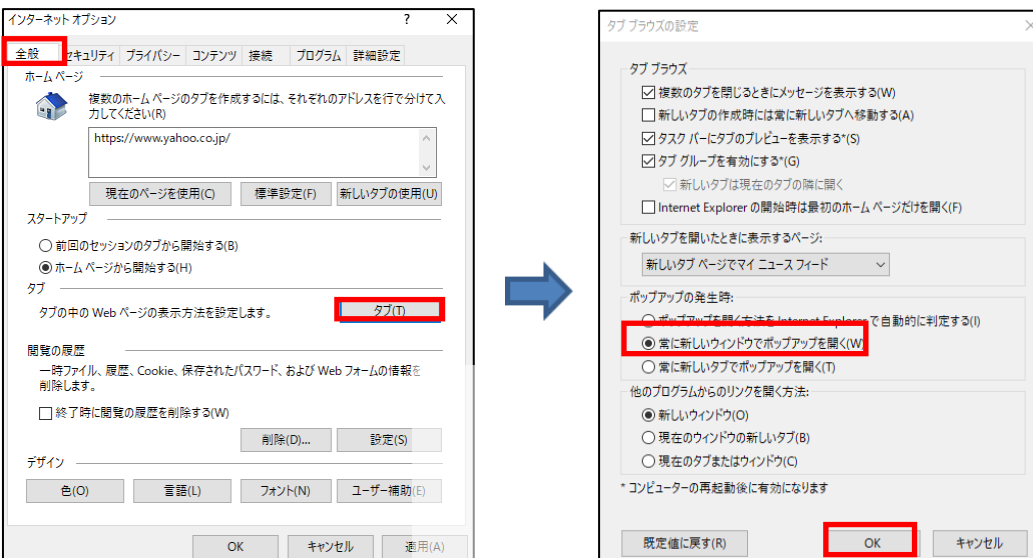 インターネット オプション
? ×
全般 セキュリティ プライバシー コンテンツ 接続 プログラム 詳細設定
ホーム ページ
複数のホーム ページのタブを作成するには、それぞれのアドレスを行で分けて入
力してください(R)
https://www.yahoo.co.jp/
現在のページを使用(C) 標準設定(F) 新しいタブの使用(U)
スタートアップ
前回のセッションのタブから開始する(B)
ホーム ページから開始する(H)
タブ
タブの中の Web ページの表示方法を設定します。 タブ(T)
閲覧の履歴
一時ファイル、履歴、Cookie、保存されたパスワード、および Web フォームの情報を
削除します。
終了時に閲覧の履歴を削除する(W)
削除(D)... 設定(S)
デザイン
色(O) 言語(L) フォント(N) ユーザー補助(E)
OK キャンセル 適用(A)
タブ ブラウズの設定
タブ ブラウズ
複数のタブを閉じるときにメッセージを表示する(W)
新しいタブの作成時には常に新しいタブへ移動する(A)
タスク バーにタブのプレビューを表示する*(S)
タブ グループを有効にする*(G)
新しいタブは現在のタブの隣に開く
Internet Explorer の開始時は最初のホーム ページだけを開く(F)
新しいタブを開いたときに表示するページ:
新しいタブ ページでマイ ニュース フィード
ポップアップの発生時:
ポップアップを開く方法を Internet Explorer で自動的に判定する(I)
常に新しいウィンドウでポップアップを開く(W)
常に新しいタブでポップアップを開く(T)
他のプログラムからのリンクを開く方法:
新しいウィンドウ(O)
現在のウィンドウの新しいタブ(B)
現在のタブまたはウィンドウ(C)
* コンピューターの再起動後に有効になります
既定値に戻す(R) OK キャンセル